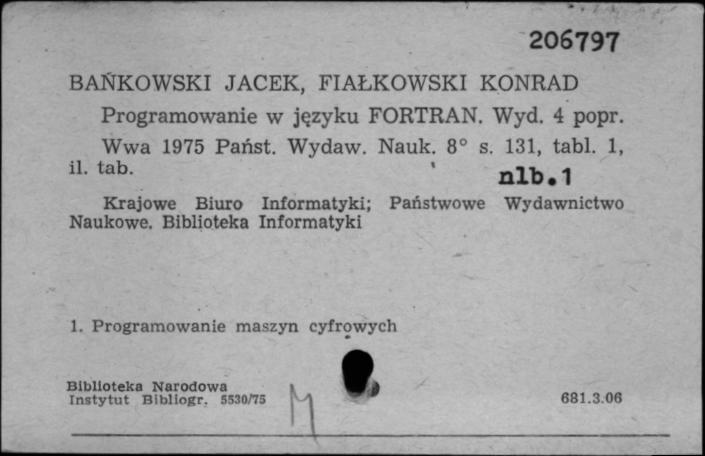 206797
BAŃKOWSKI JACEK, FIAŁKOWSKI KONRAD
Programowanie w języku FORTRAN. Wyd. 4 popr.
Wwa 1975 Państ. Wydaw. Nauk. 8° s. 131, tabl. 1,
il. tab.
nlb.1
Krajowe Biuro Informatyki; Państwowe Wydawnictwo
Naukowe. Biblioteka Informatyki
1. Programowanie maszyn cyfrowych
Biblioteka Narodowa
Instytut Bibliogr. 5530/75
M
681.3.06